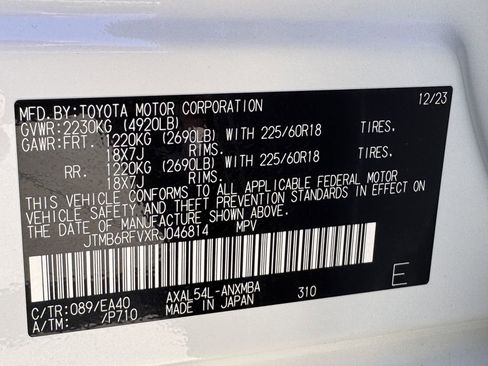 MFD.BY:TOYOTA MOTOR CORPORATION 12/23
GVWR:2230KG (4920LB)
GAWR:FRT. 1220KG (2690LB) WITH 225/60R18 TIRES.
18X7J RIMS.
RR. 1220KG (2690LB) WITH 225/60R18 TIRES.
18X7J RIMS.
THIS VEHICLE CONFORMS TO ALL APPLICABLE FEDERAL MOTOR
VEHICLE SAFETY AND THEFT PREVENTION STANDARDS IN EFFECT ON
THE DATE OF MANUFACTURE SHOWN ABOVE.
JTMB6RFVXRJ046814 MPV
C/TR:089/EA40 AXAL54L-ANXMBA 310 E
A/TM: 7P710 MADE IN JAPAN